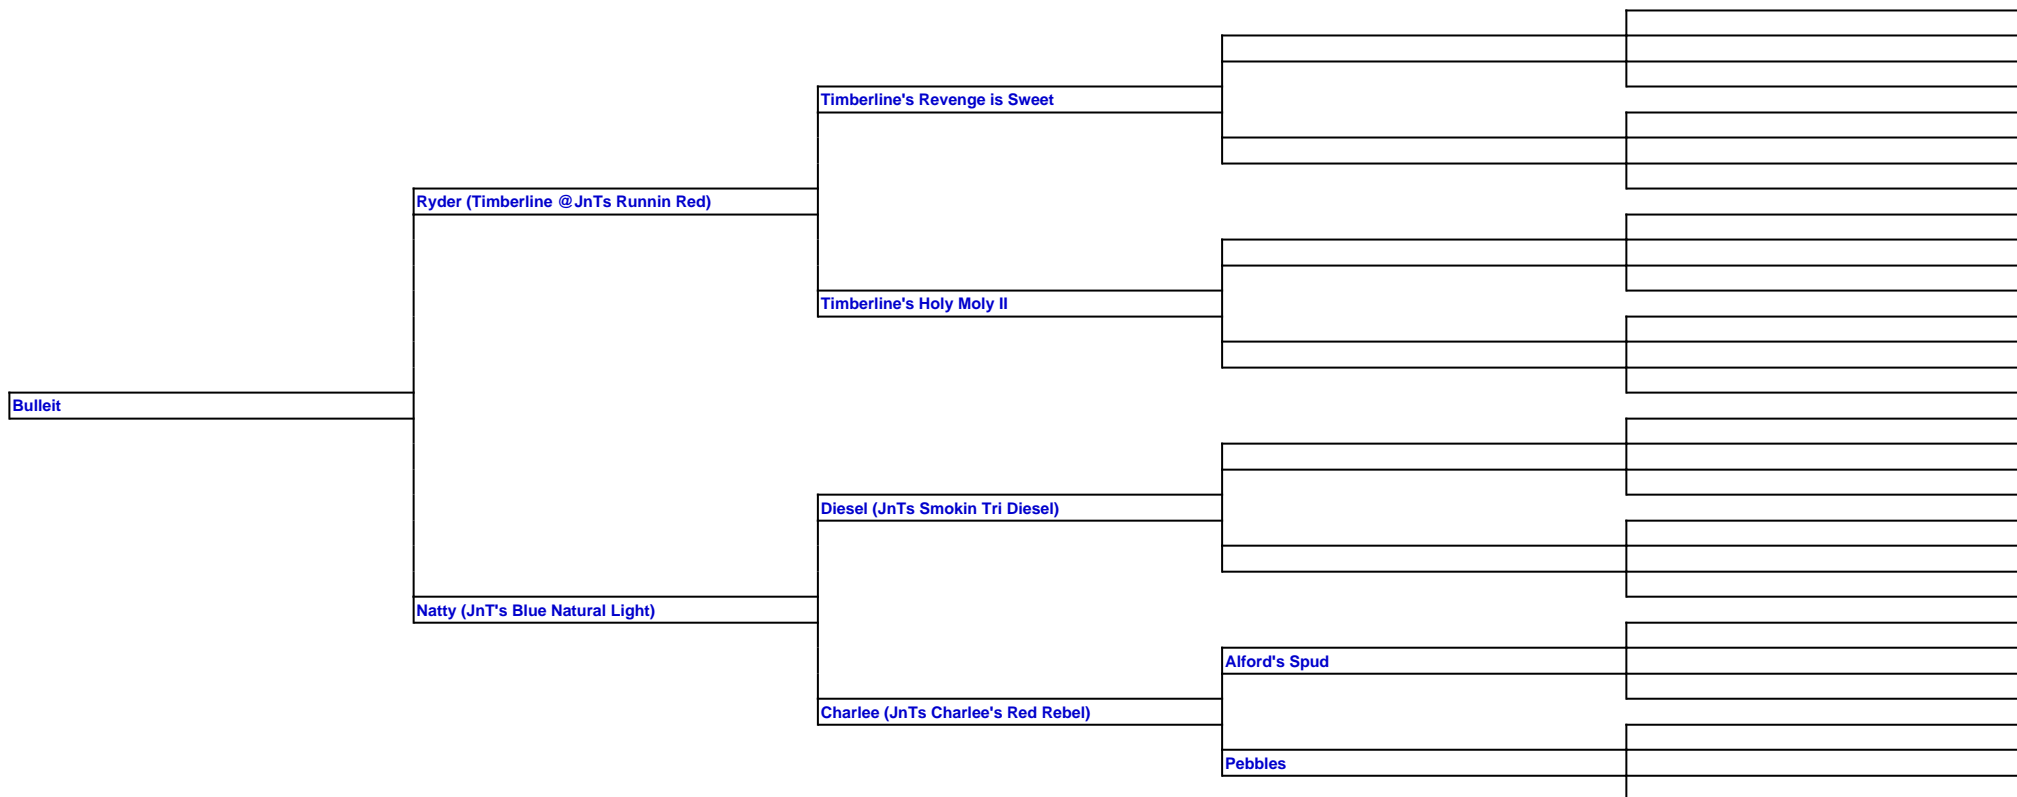 Timberline's Revenge is Sweet
Ryder (Timberline @JnTs Runnin Red)
Timberline's Holy Moly II
Bulleit
Diesel (JnTs Smokin Tri Diesel)
Natty (JnT's Blue Natural Light)
Alford's Spud
Charlee (JnTs Charlee's Red Rebel)
Pebbles